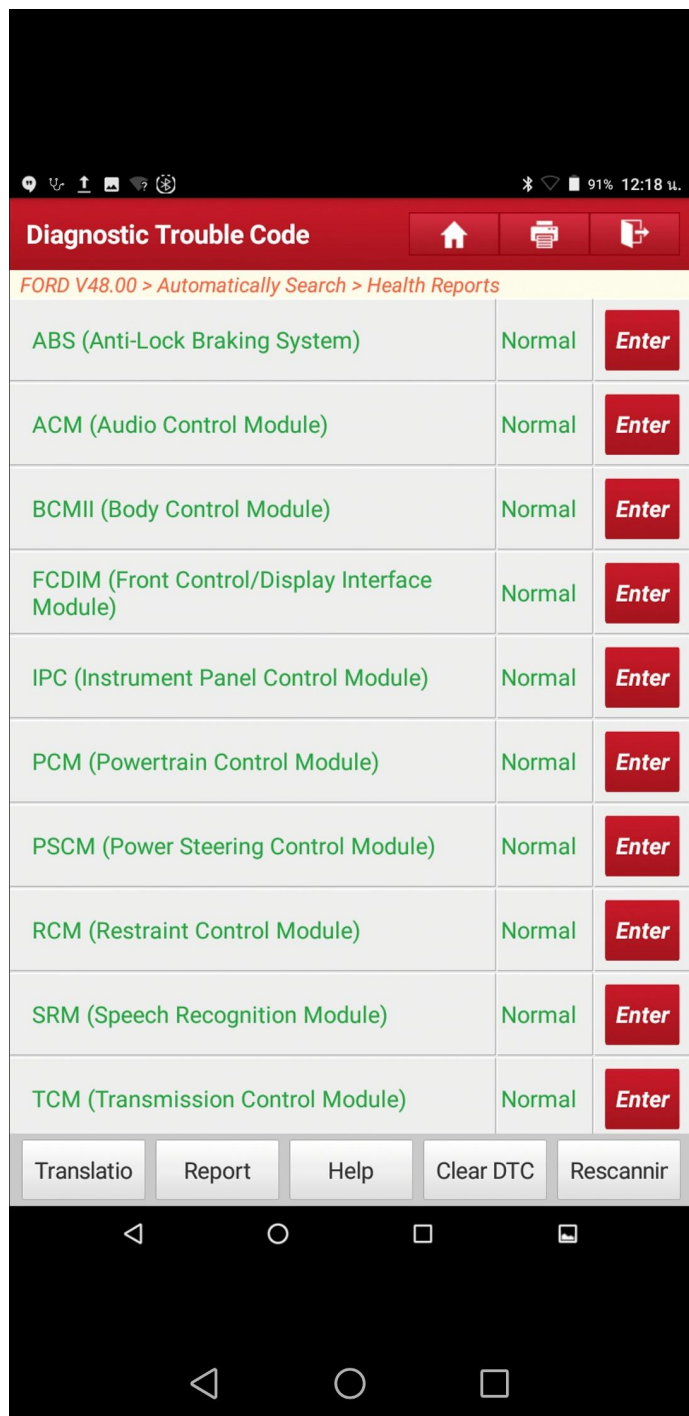 91% 12:18 น.
Diagnostic Trouble Code
FORD V48.00 > Automatically Search > Health Reports
ABS (Anti-Lock Braking System) Normal Enter
ACM (Audio Control Module) Normal Enter
BCMII (Body Control Module) Normal Enter
FCDIM (Front Control/Display Interface
Module) Normal Enter
IPC (Instrument Panel Control Module) Normal Enter
PCM (Powertrain Control Module) Normal Enter
PSCM (Power Steering Control Module) Normal Enter
RCM (Restraint Control Module) Normal Enter
SRM (Speech Recognition Module) Normal Enter
TCM (Transmission Control Module) Normal Enter
Translatio Report Help Clear DTC Rescannir